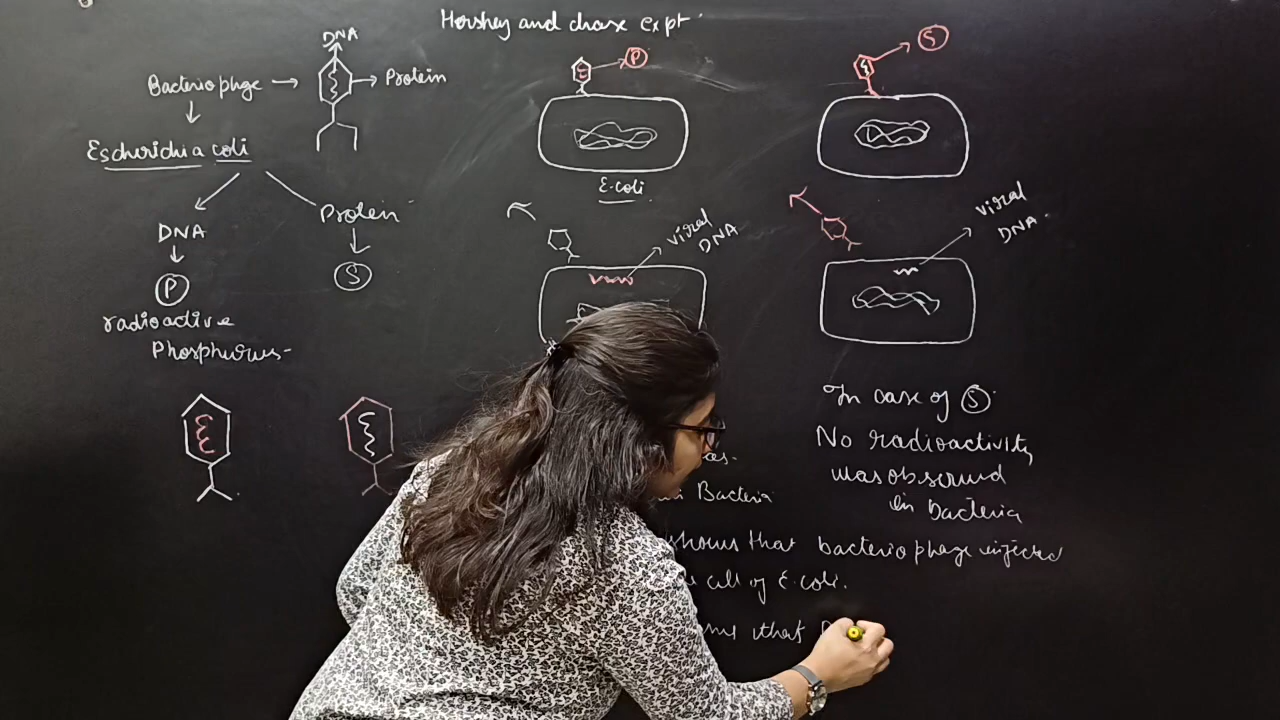 Hershey and chase expt.
DNA
Bacteriophage → Protein
Escherichia coli
DNA
Protein
P
S
radioactive
Phosphorus
P
E.coli
viral
DNA
S
viral
DNA
Bacteria
In case of S.
No radioactivity
was observed
in bacteria
shows that bacteriophage injected
cell of E.coli.
that